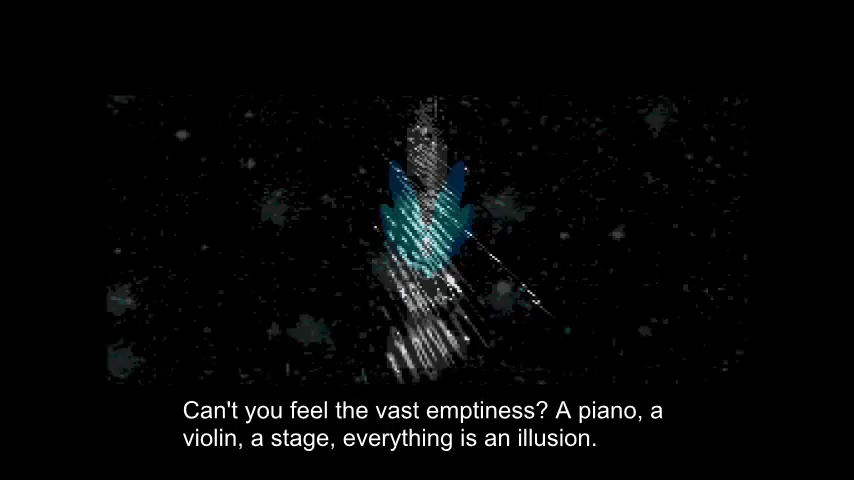 Can't you feel the vast emptiness? A piano, a
violin, a stage, everything is an illusion.